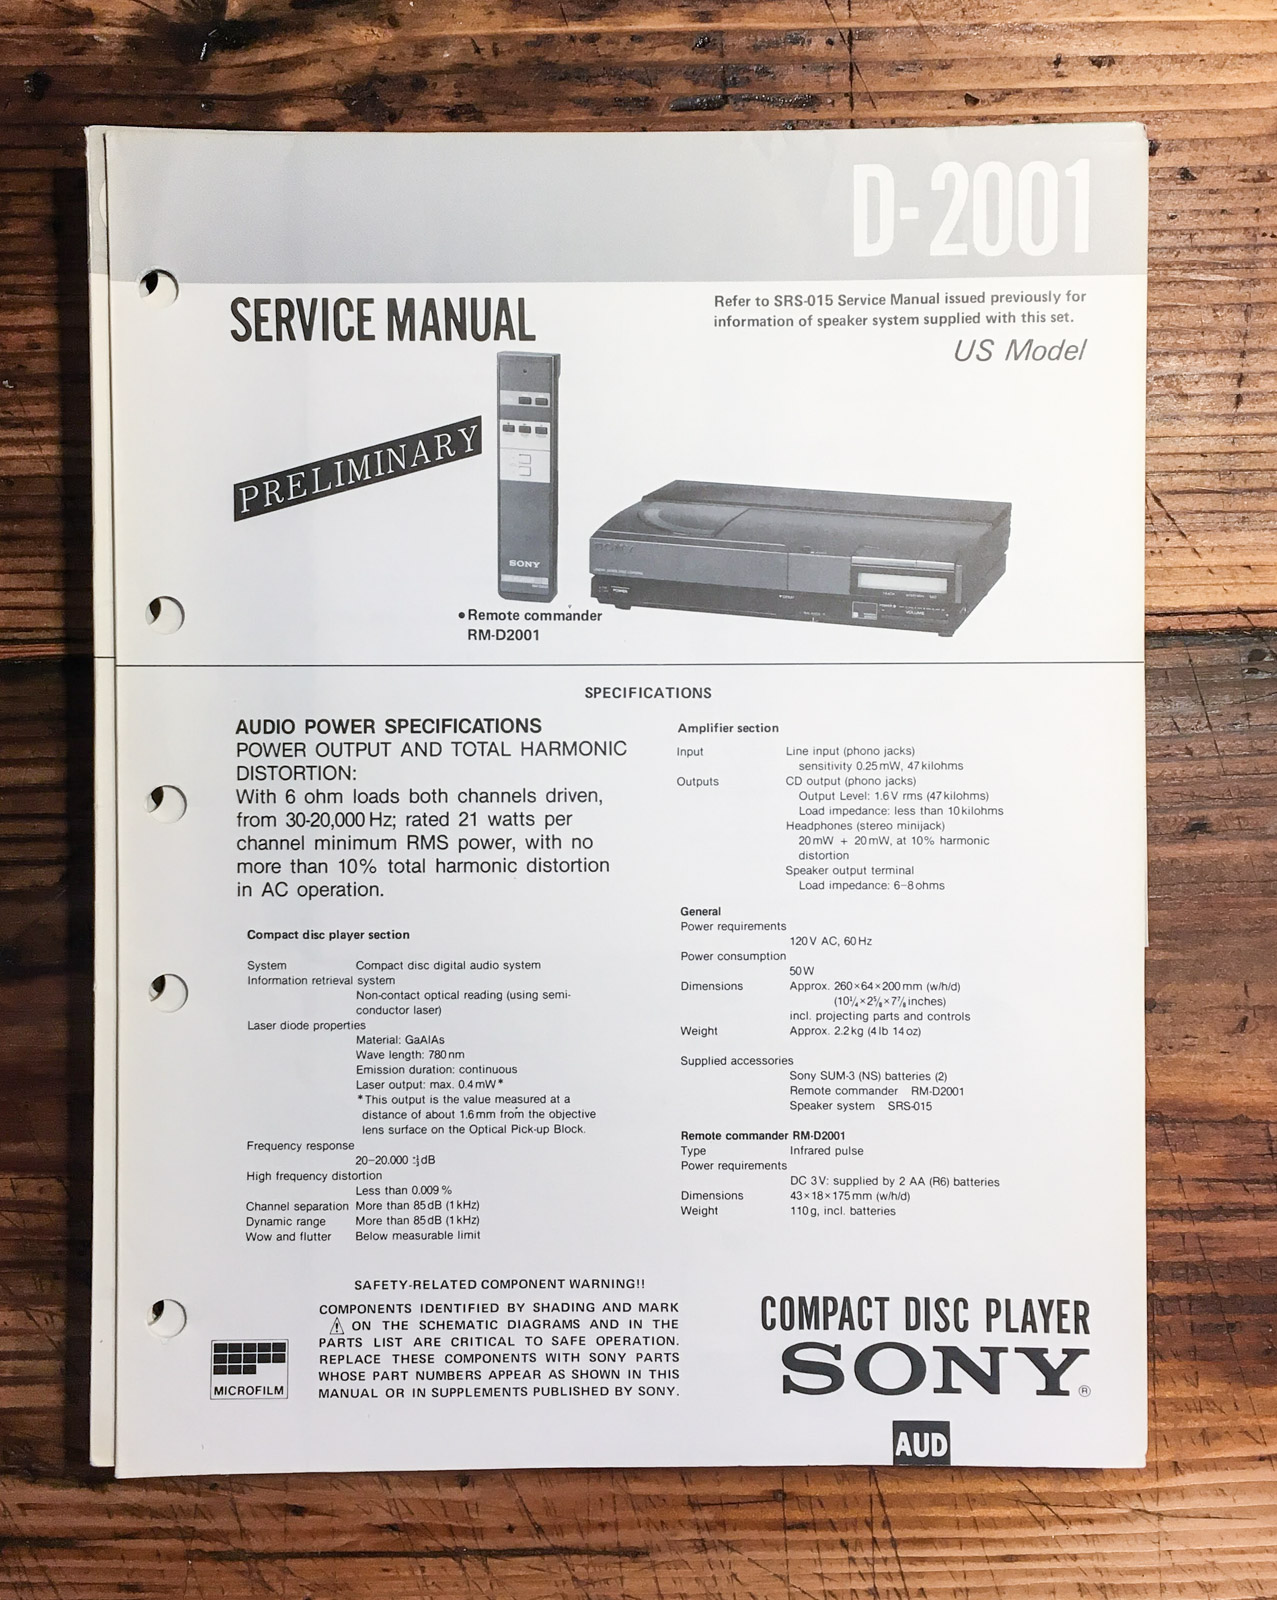 D-2001
SERVICE MANUAL
Refer to SRS-015 Service Manual issued previously for
information of speaker system supplied with this set.
US Model
PRELIMINARY
SONY
●Remote commander
RM-D2001
SONY
POWER
VOLUME
SPECIFICATIONS
AUDIO POWER SPECIFICATIONS
POWER OUTPUT AND TOTAL HARMONIC
DISTORTION:
With 6 ohm loads both channels driven,
from 30-20,000 Hz; rated 21 watts per
channel minimum RMS power, with no
more than 10% total harmonic distortion
in AC operation.
Compact disc player section
System Compact disc digital audio system
Information retrieval system
Non-contact optical reading (using semi-
conductor laser)
Laser diode properties
Material: GaAlAs
Wave length: 780 nm
Emission duration: continuous
Laser output: max. 0.4 mW*
*This output is the value measured at a
distance of about 1.6 mm from the objective
lens surface on the Optical Pick-up Block.
Frequency response
20–20.000 dB
High frequency distortion
Less than 0.009 %
Channel separation More than 85 dB (1 kHz)
Dynamic range More than 85 dB (1 kHz)
Wow and flutter Below measurable limit
Amplifier section
Input Line input (phono jacks)
sensitivity 0.25 mW, 47 kilohms
Outputs CD output (phono jacks)
Output Level: 1.6 V rms (47 kilohms)
Load impedance: less than 10 kilohms
Headphones (stereo minijack)
20 mW + 20 mW, at 10% harmonic
distortion
Speaker output terminal
Load impedance: 6–8 ohms
General
Power requirements
120 V AC, 60 Hz
Power consumption
50 W
Dimensions Approx. 260 × 64 × 200 mm (w/h/d)
(10¼ × 2⅝ × 7⅞ inches)
incl. projecting parts and controls
Weight Approx. 2.2 kg (4 lb 14 oz)
Supplied accessories
Sony SUM-3 (NS) batteries (2)
Remote commander RM-D2001
Speaker system SRS-015
Remote commander RM-D2001
Type Infrared pulse
Power requirements
DC 3 V: supplied by 2 AA (R6) batteries
Dimensions 43 × 18 × 175 mm (w/h/d)
Weight 110 g, incl. batteries
SAFETY-RELATED COMPONENT WARNING!!
COMPONENTS IDENTIFIED BY SHADING AND MARK
⚠ ON THE SCHEMATIC DIAGRAMS AND IN THE
PARTS LIST ARE CRITICAL TO SAFE OPERATION.
REPLACE THESE COMPONENTS WITH SONY PARTS
WHOSE PART NUMBERS APPEAR AS SHOWN IN THIS
MANUAL OR IN SUPPLEMENTS PUBLISHED BY SONY.
MICROFILM
COMPACT DISC PLAYER
SONY®
AUD